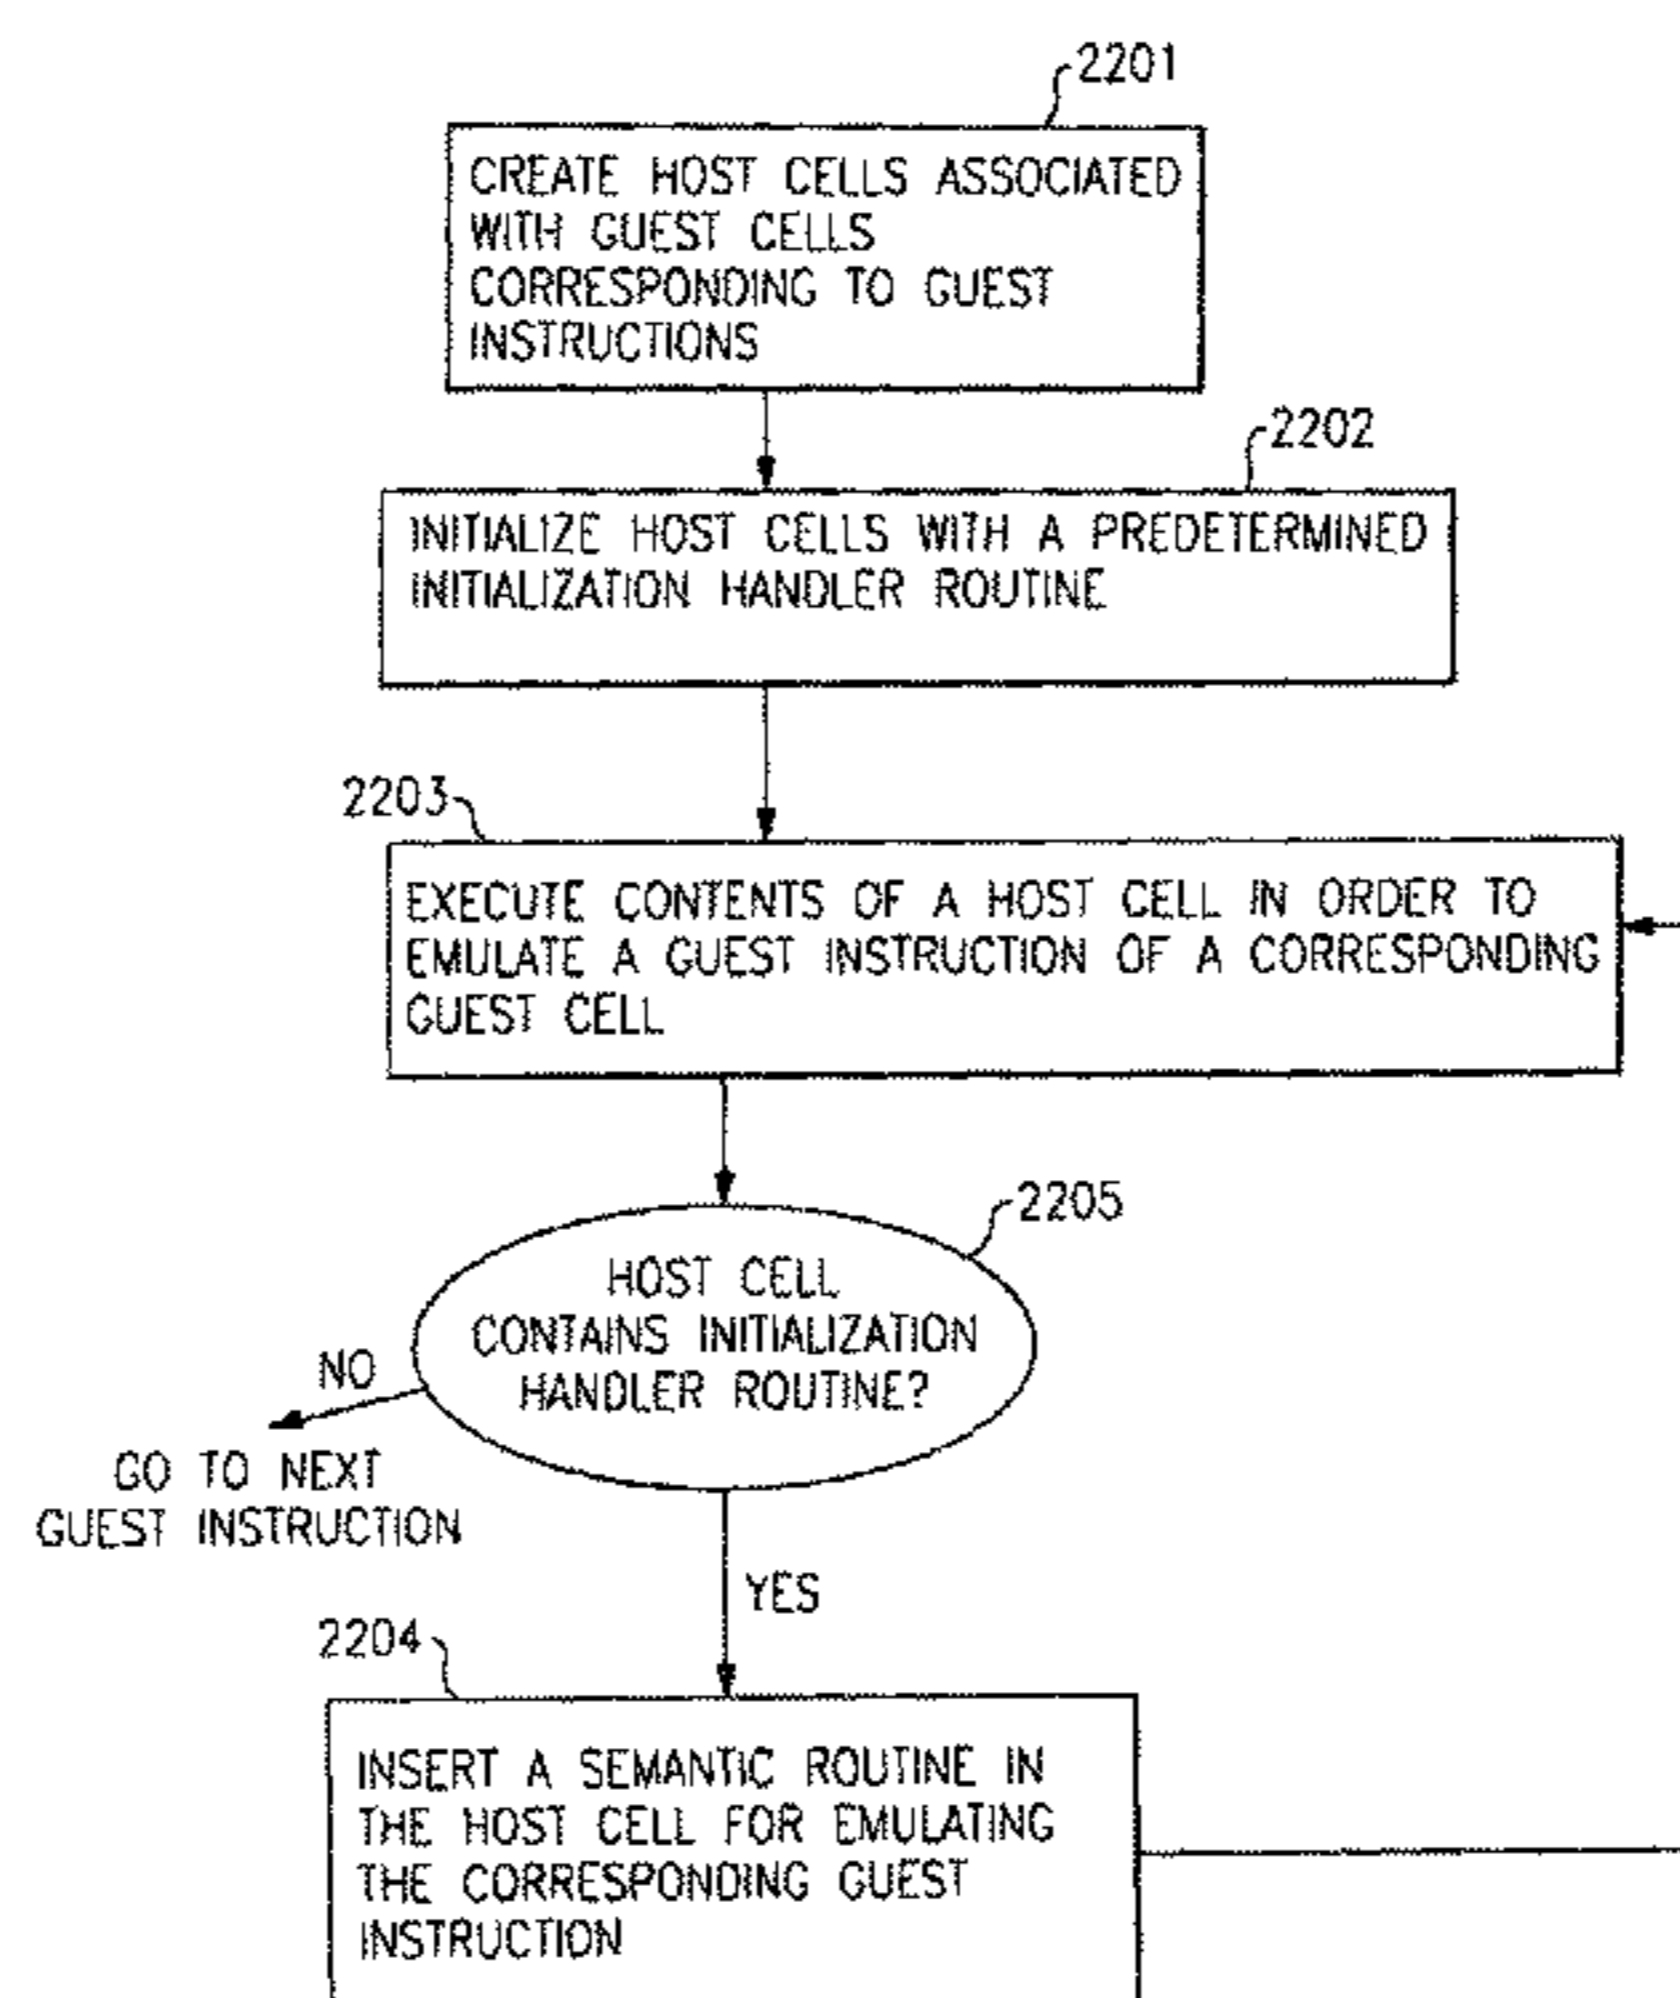 2201
CREATE HOST CELLS ASSOCIATED
WITH GUEST CELLS
CORRESPONDING TO GUEST
INSTRUCTIONS
2202
INITIALIZE HOST CELLS WITH A PREDETERMINED
INITIALIZATION HANDLER ROUTINE
2203
EXECUTE CONTENTS OF A HOST CELL IN ORDER TO
EMULATE A GUEST INSTRUCTION OF A CORRESPONDING
GUEST CELL
2205
HOST CELL
CONTAINS INITIALIZATION
HANDLER ROUTINE?
NO
GO TO NEXT
GUEST INSTRUCTION
YES
2204
INSERT A SEMANTIC ROUTINE IN
THE HOST CELL FOR EMULATING
THE CORRESPONDING GUEST
INSTRUCTION